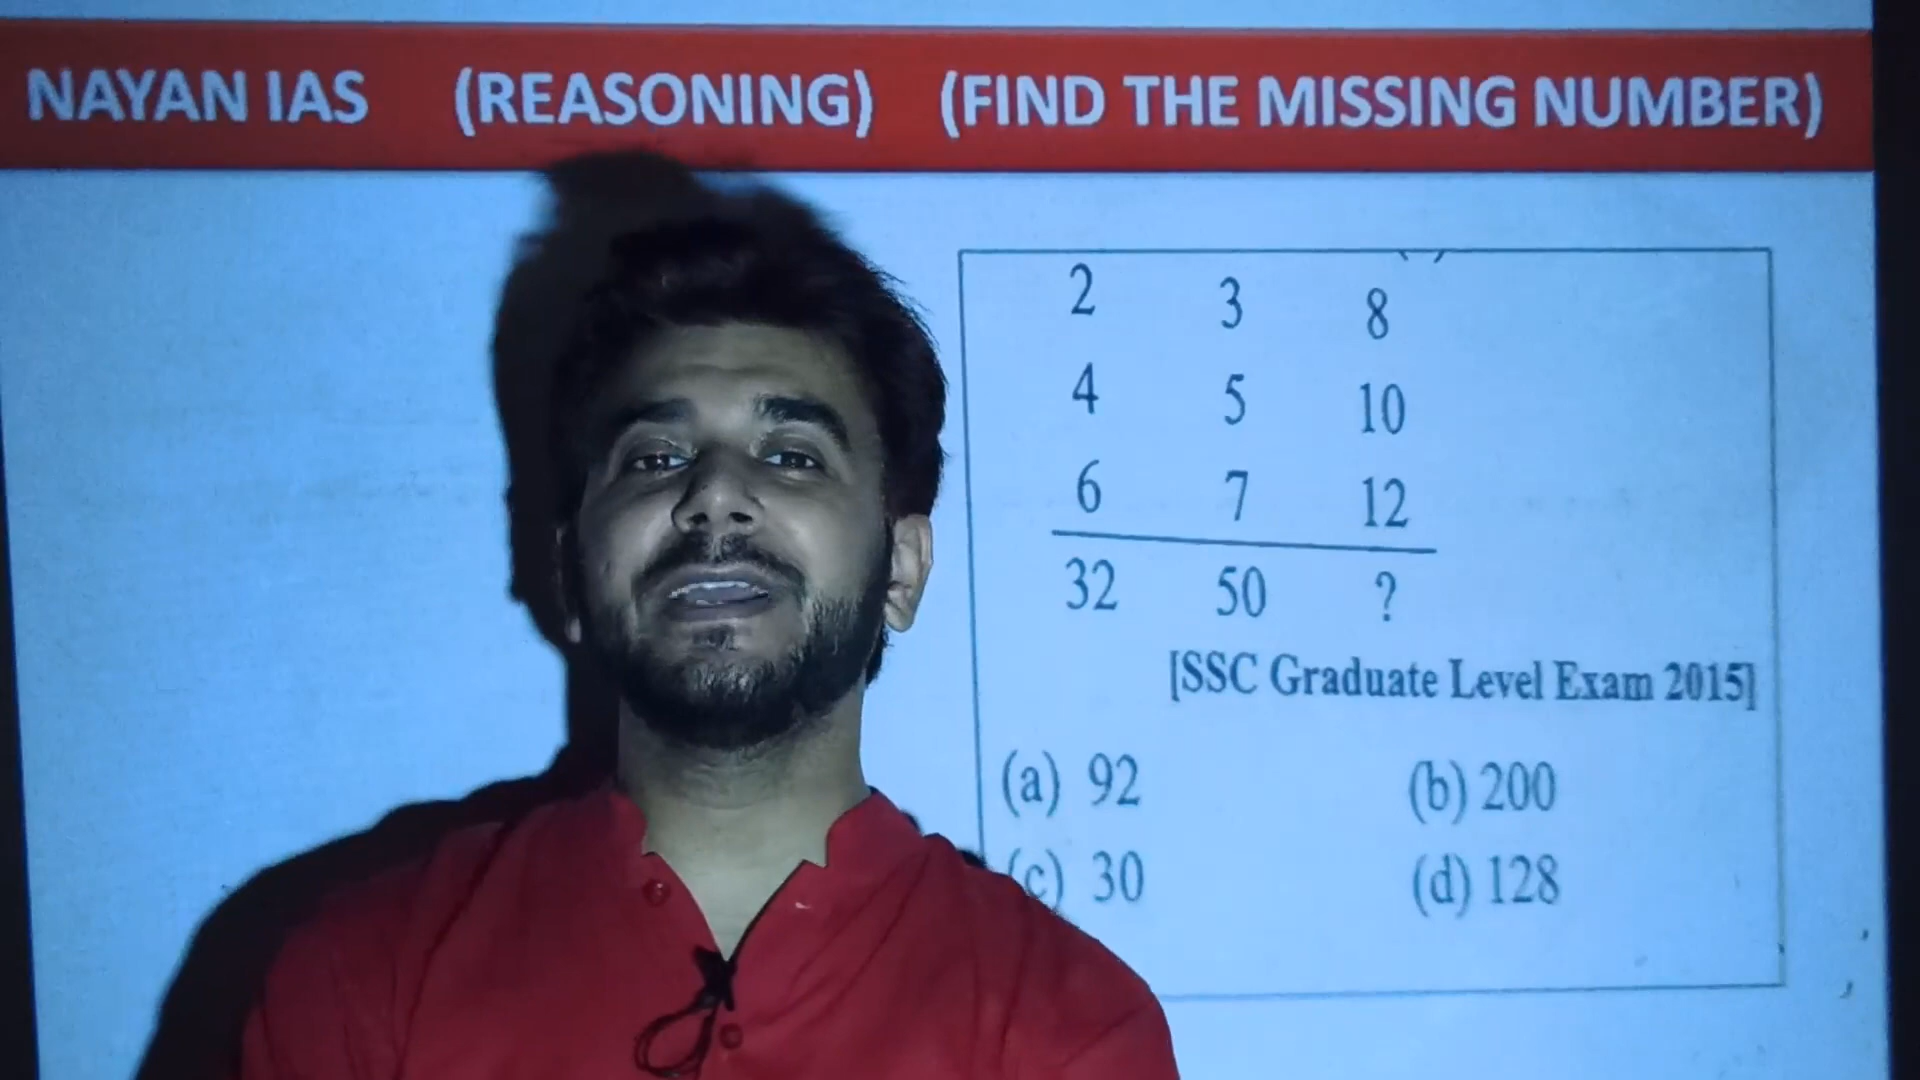 NAYAN IAS (REASONING) (FIND THE MISSING NUMBER)
2 3 8
4 5 10
6 7 12
32 50 ?
[SSC Graduate Level Exam 2015]
(a) 92 (b) 200
(c) 30 (d) 128